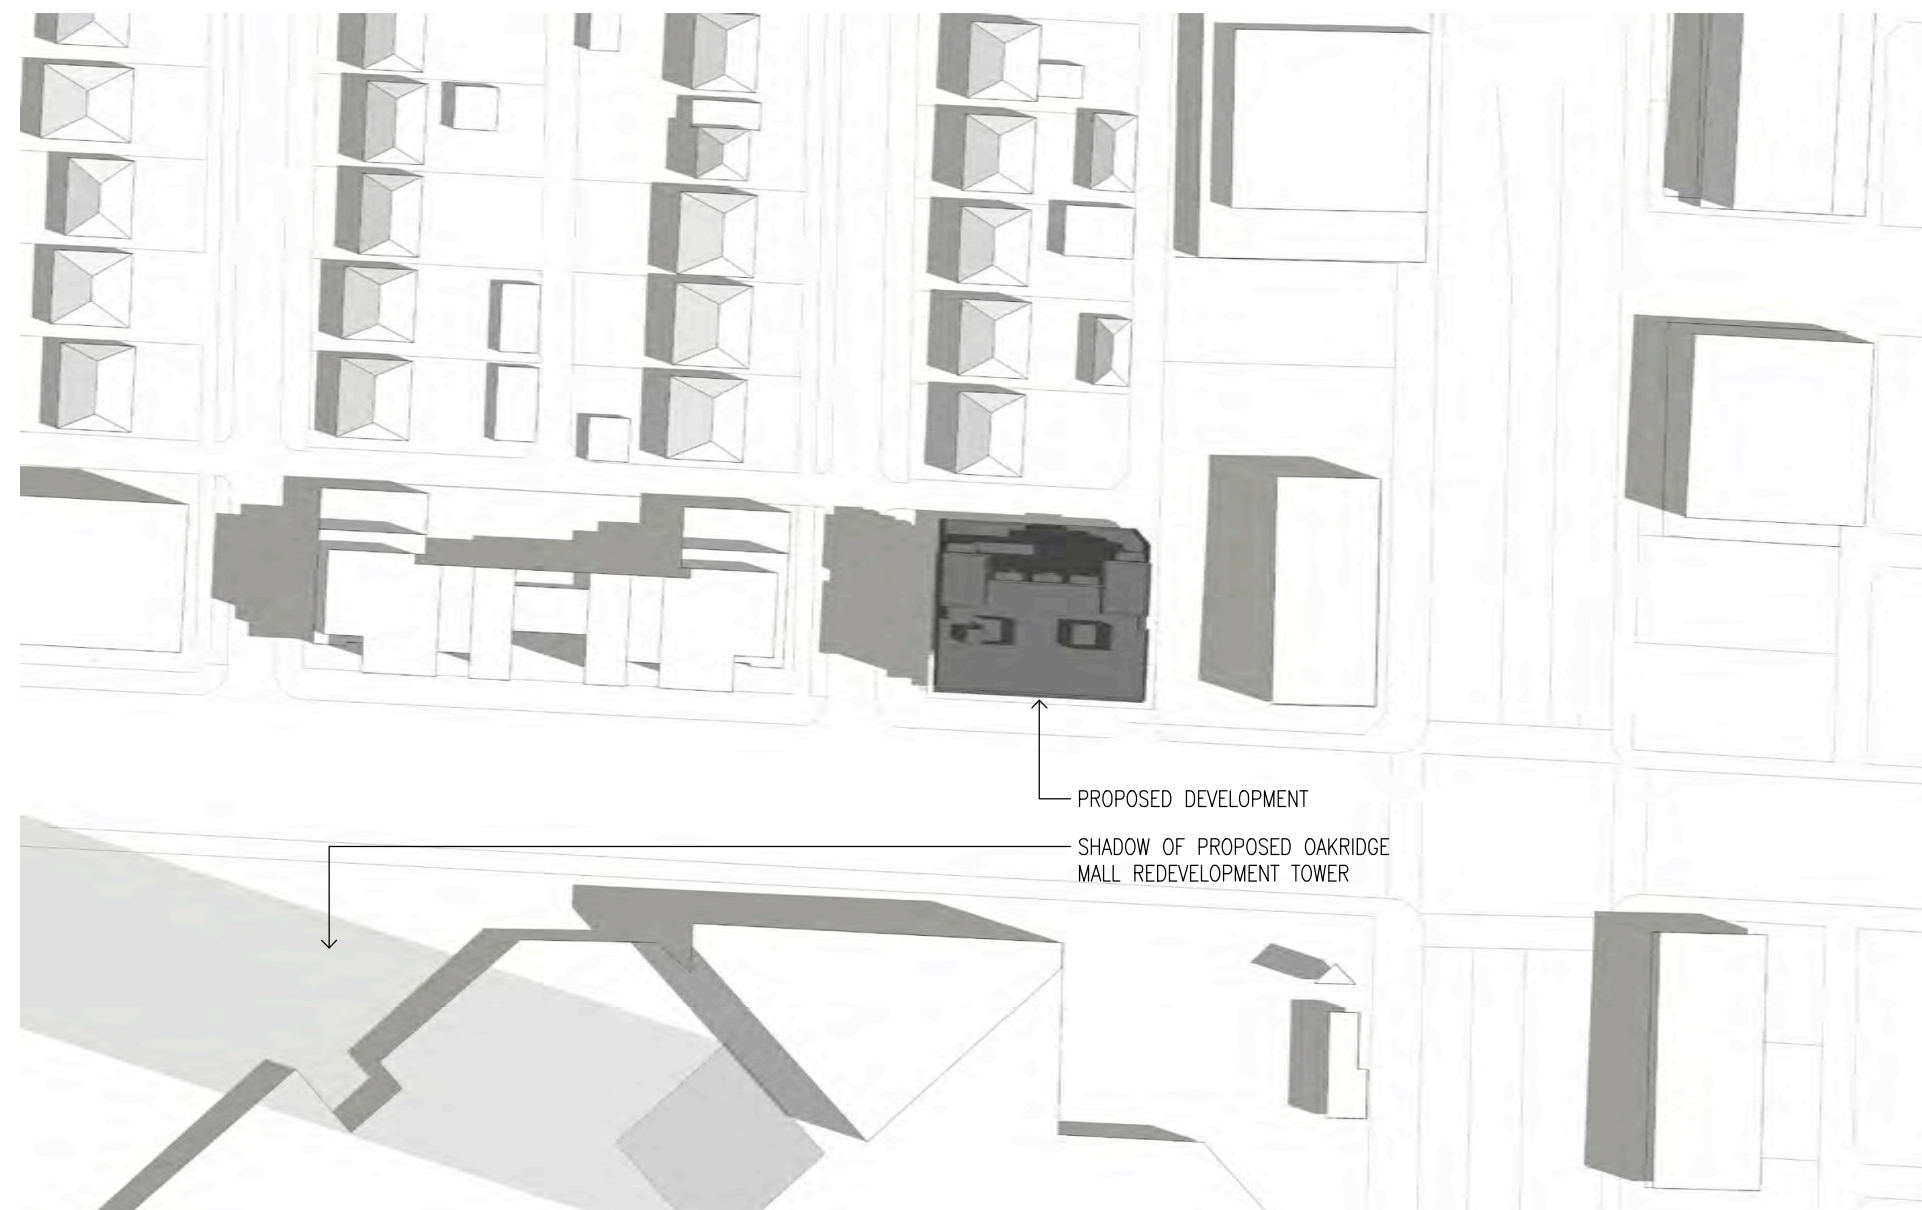 PROPOSED DEVELOPMENT
SHADOW OF PROPOSED OAKRIDGE
MALL REDEVELOPMENT TOWER